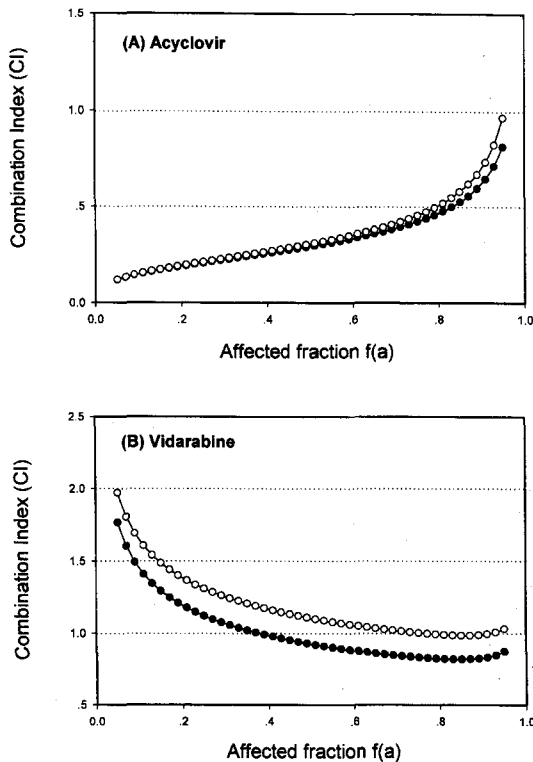 (A) Acyclovir
Combination Index (CI)
1.5
1.0
.5
0.0
0.0 .2 .4 .6 .8 1.0
Affected fraction f(a)
(B) Vidarabine
Combination Index (CI)
2.5
2.0
1.5
1.0
.5
0.0 .2 .4 .6 .8 1.0
Affected fraction f(a)